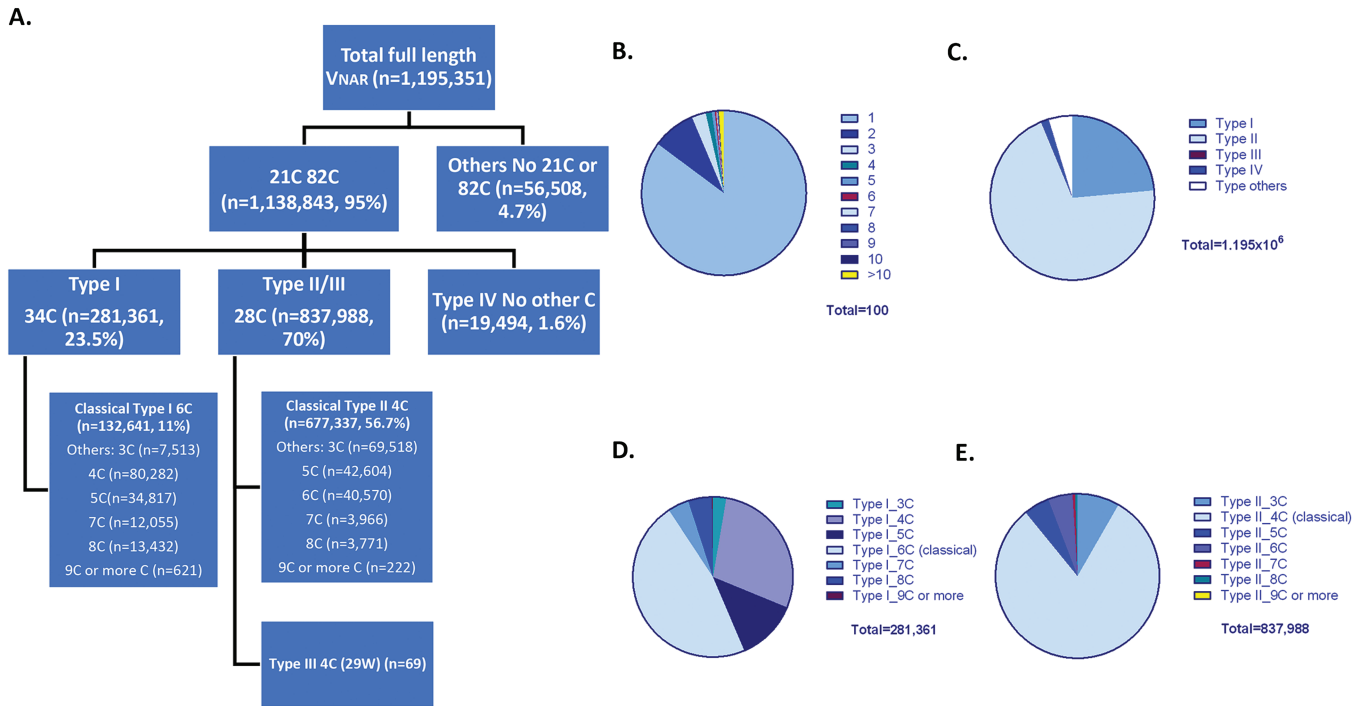 A.
Total full length
VNAR (n=1,195,351)
21C 82C
(n=1,138,843, 95%)
Others No 21C or
82C (n=56,508,
4.7%)
Type I
34C (n=281,361,
23.5%)
Type II/III
28C (n=837,988,
70%)
Type IV No other C
(n=19,494, 1.6%)
Classical Type I 6C
(n=132,641, 11%)
Others: 3C (n=7,513)
4C (n=80,282)
5C(n=34,817)
7C (n=12,055)
8C (n=13,432)
9C or more C (n=621)
Classical Type II 4C
(n=677,337, 56.7%)
Others: 3C (n=69,518)
5C (n=42,604)
6C (n=40,570)
7C (n=3,966)
8C (n=3,771)
9C or more C (n=222)
Type III 4C (29W) (n=69)
B.
1
2
3
4
5
6
7
8
9
10
>10
Total=100
C.
Type I
Type II
Type III
Type IV
Type others
Total=1.195x10⁶
D.
Type I_3C
Type I_4C
Type I_5C
Type I_6C (classical)
Type I_7C
Type I_8C
Type I_9C or more
Total=281,361
E.
Type II_3C
Type II_4C (classical)
Type II_5C
Type II_6C
Type II_7C
Type II_8C
Type II_9C or more
Total=837,988